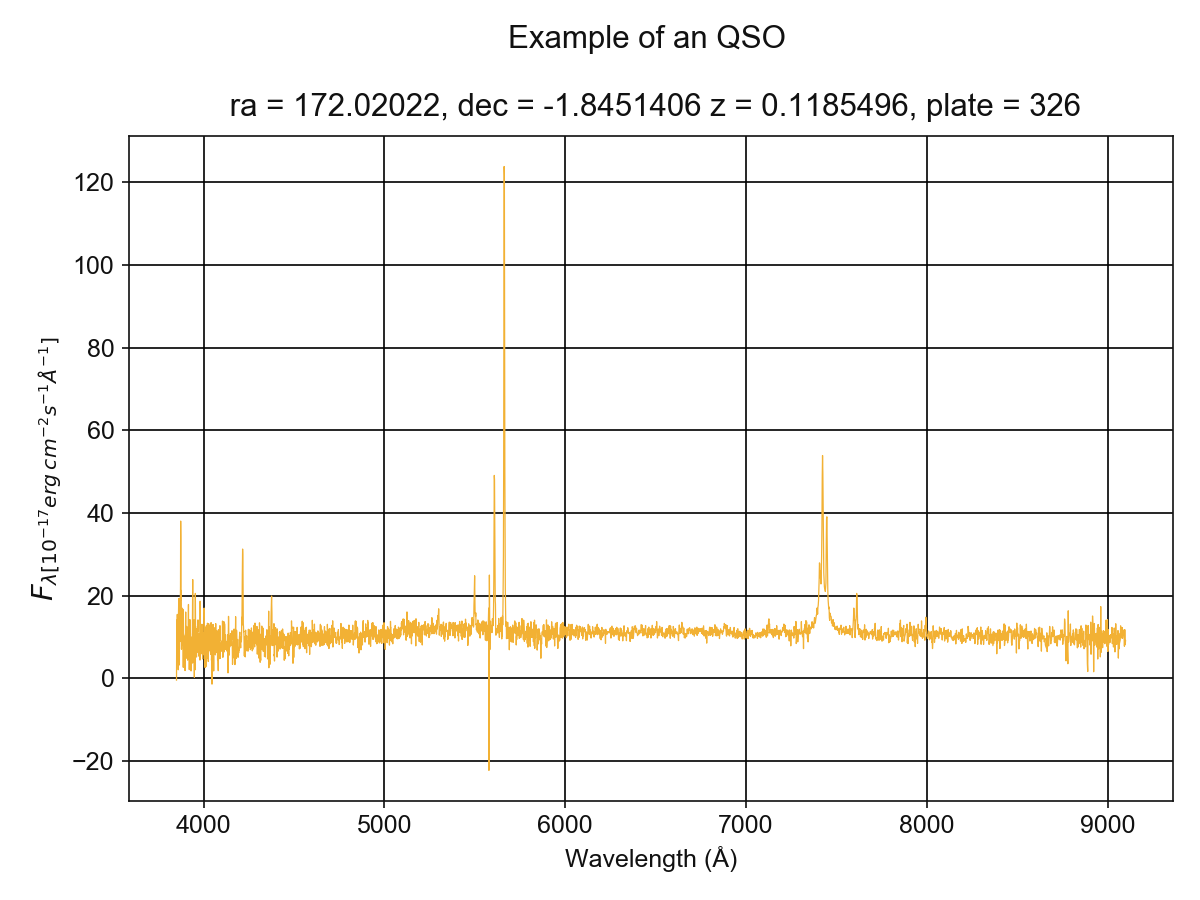 Example of an QSO
ra = 172.02022, dec = -1.8451406 z = 0.1185496, plate = 326
120
100
80
60
40
20
0
−20
F_{λ[10^{−17} erg cm^{−2}s^{−1}Å^{−1}]}
4000 5000 6000 7000 8000 9000
Wavelength (Å)